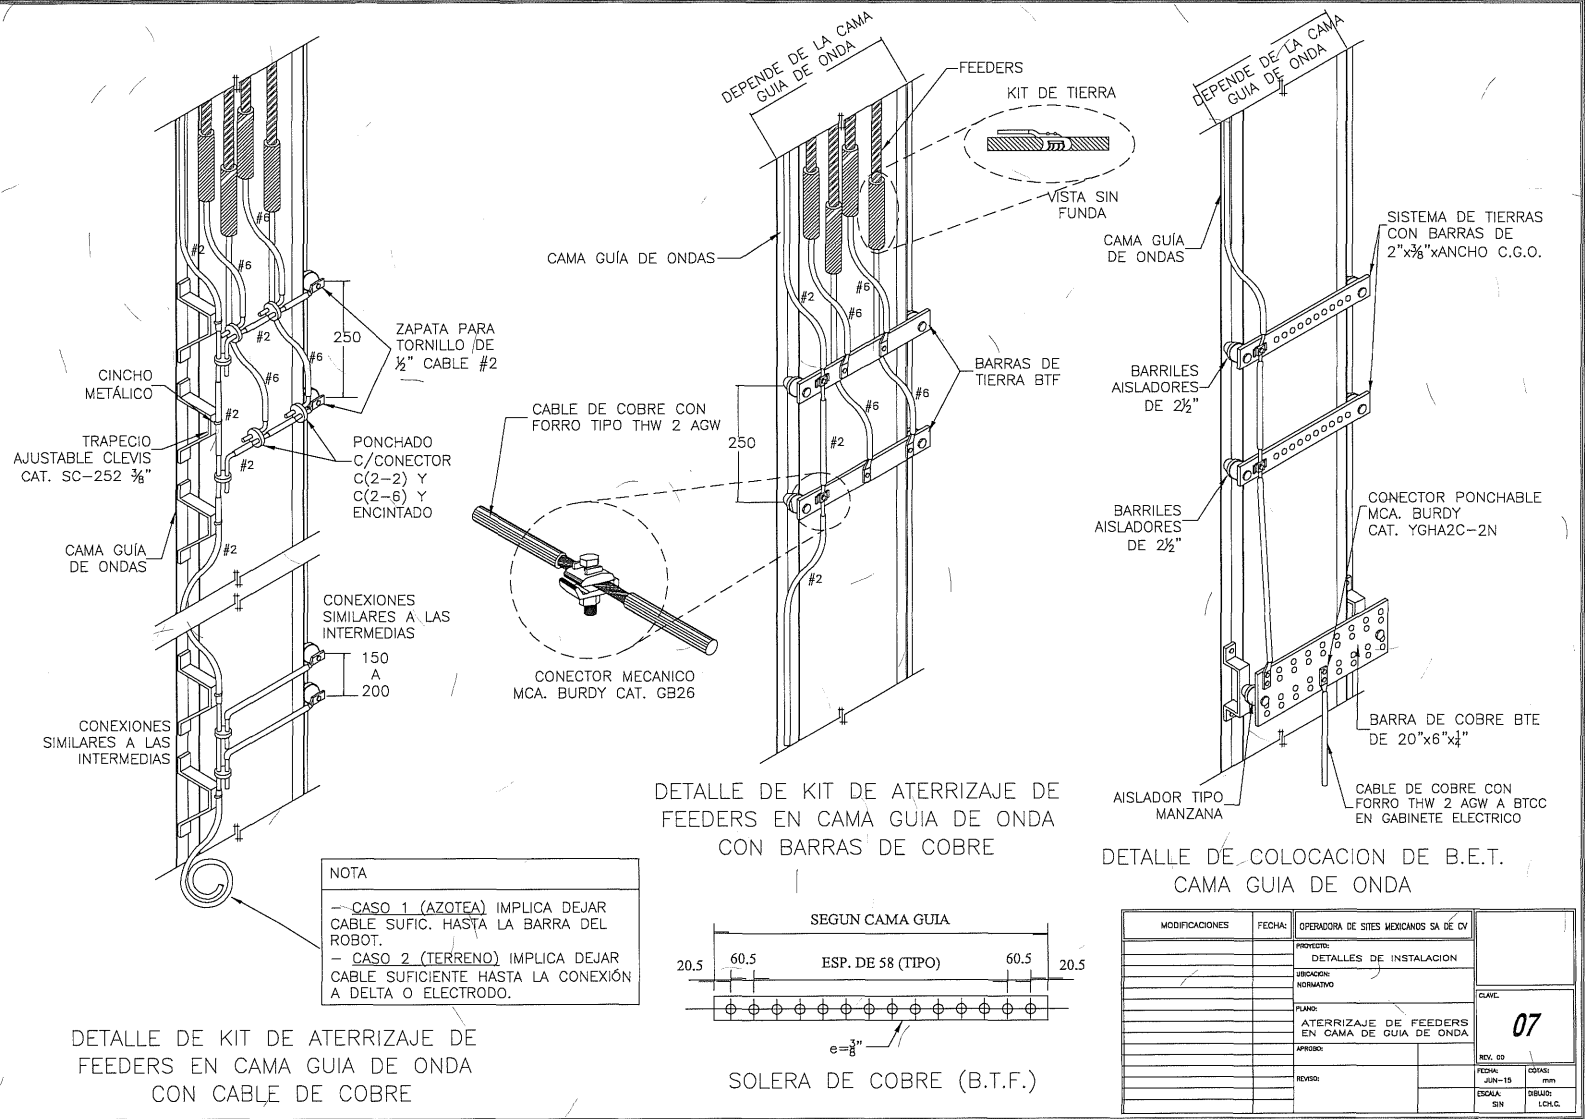 #6
#2
#6
#2
#6
#6
#2
#2
#2
250
ZAPATA PARA
TORNILLO DE
½" CABLE #2
CINCHO
METÁLICO
TRAPECIO
AJUSTABLE CLEVIS
CAT. SC-252 ⅜"
PONCHADO
C/CONECTOR
C(2-2) Y
C(2-6) Y
ENCINTADO
CAMA GUÍA
DE ONDAS
CONEXIONES
SIMILARES A LAS
INTERMEDIAS
150
A
200
CONEXIONES
SIMILARES A LAS
INTERMEDIAS
NOTA
- CASO 1 (AZOTEA) IMPLICA DEJAR
CABLE SUFIC. HASTA LA BARRA DEL
ROBOT.
- CASO 2 (TERRENO) IMPLICA DEJAR
CABLE SUFICIENTE HASTA LA CONEXIÓN
A DELTA O ELECTRODO.
DETALLE DE KIT DE ATERRIZAJE DE
FEEDERS EN CAMA GUIA DE ONDA
CON CABLE DE COBRE
DEPENDE DE LA CAMA
GUIA DE ONDA
FEEDERS
KIT DE TIERRA
VISTA SIN
FUNDA
CAMA GUÍA DE ONDAS
#2
#6
#6
BARRAS DE
TIERRA BTF
#6
#6
#2
250
CABLE DE COBRE CON
FORRO TIPO THW 2 AGW
#2
CONECTOR MECANICO
MCA. BURDY CAT. GB26
DETALLE DE KIT DE ATERRIZAJE DE
FEEDERS EN CAMA GUIA DE ONDA
CON BARRAS DE COBRE
SEGUN CAMA GUIA
20.5
60.5
ESP. DE 58 (TIPO)
60.5
20.5
e=⅜"
SOLERA DE COBRE (B.T.F.)
DEPENDE DE LA CAMA
GUIA DE ONDA
CAMA GUÍA
DE ONDAS
SISTEMA DE TIERRAS
CON BARRAS DE
2"x⅜"xANCHO C.G.O.
BARRILES
AISLADORES
DE 2½"
BARRILES
AISLADORES
DE 2½"
CONECTOR PONCHABLE
MCA. BURDY
CAT. YGHA2C-2N
BARRA DE COBRE BTE
DE 20"x6"x¼"
AISLADOR TIPO
MANZANA
CABLE DE COBRE CON
FORRO THW 2 AGW A BTCC
EN GABINETE ELECTRICO
DETALLE DE COLOCACION DE B.E.T.
CAMA GUIA DE ONDA
MODIFICACIONES
FECHA:
OPERADORA DE SITES MEXICANOS SA DE CV
PROYECTO:
DETALLES DE INSTALACION
UBICACION:
NORMATIVO
PLANO:
ATERRIZAJE DE FEEDERS
EN CAMA DE GUIA DE ONDA
APROBO:
REVISO:
CLAVE.
07
REV. 00
FECHA:
JUN-15
COTAS:
mm
ESCALA:
SIN
DIBUJO:
I.CH.C.